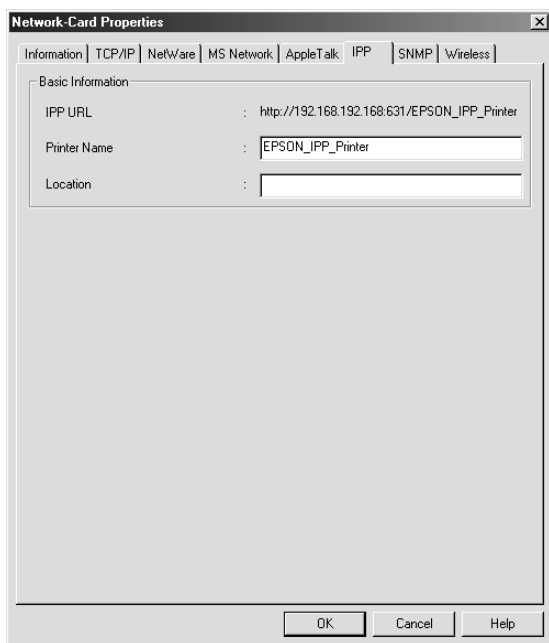 Network-Card Properties
Information TCP/IP NetWare MS Network AppleTalk IPP SNMP Wireless
Basic Information
IPP URL : http://192.168.192.168:631/EPSON_IPP_Printer
Printer Name : EPSON_IPP_Printer
Location :
OK Cancel Help